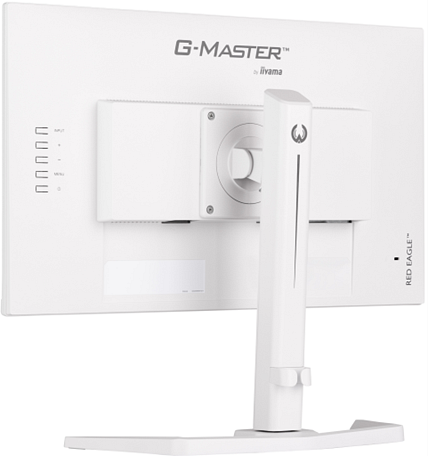 G-MASTER™
by iiyama
INPUT
+
-
MENU
RED EAGLE™